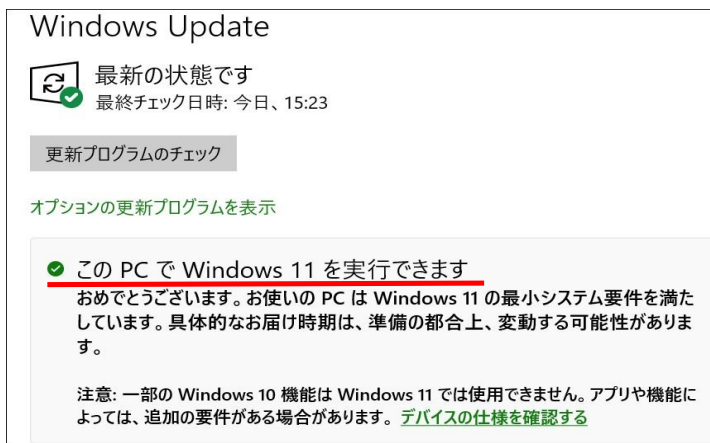 Windows Update
最新の状態です
最終チェック日時: 今日、15:23
更新プログラムのチェック
オプションの更新プログラムを表示
この PC で Windows 11 を実行できます
おめでとうございます。お使いの PC は Windows 11 の最小システム要件を満た
しています。具体的なお届け時期は、準備の都合上、変動する可能性がありま
す。
注意: 一部の Windows 10 機能は Windows 11 では使用できません。アプリや機能に
よっては、追加の要件がある場合があります。 デバイスの仕様を確認する